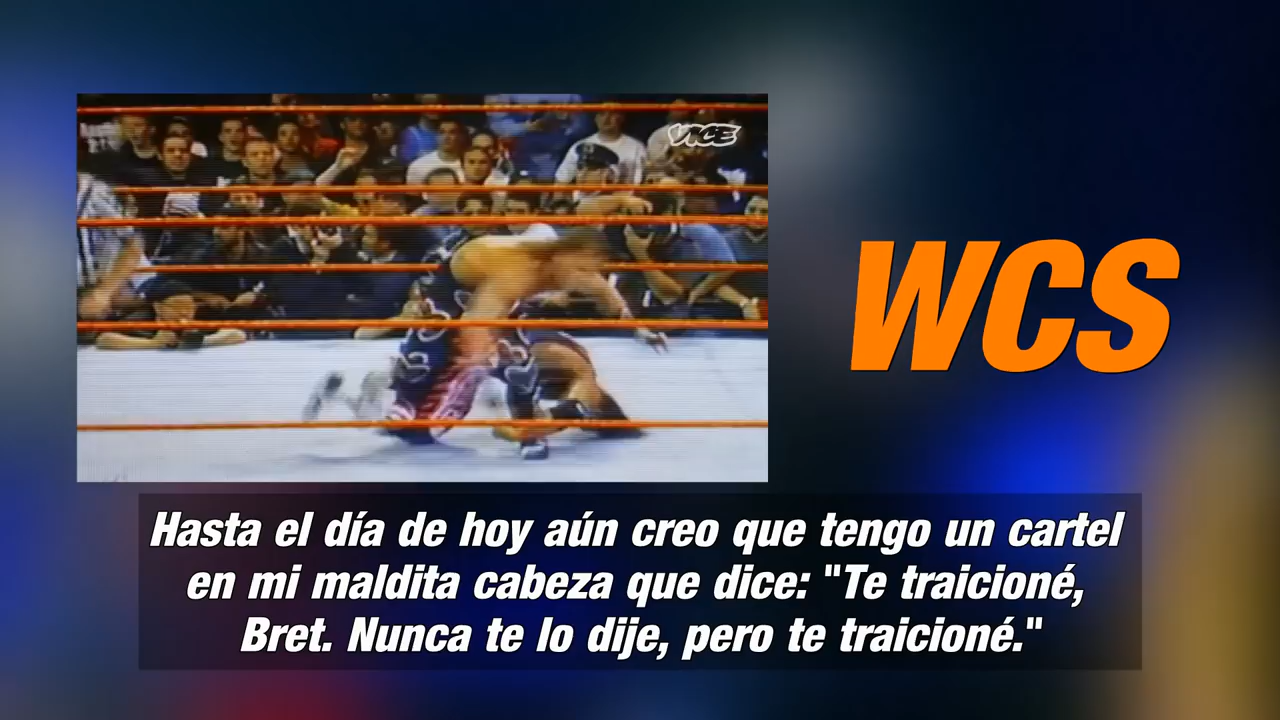 VICE
WCS
Hasta el día de hoy aún creo que tengo un cartel
en mi maldita cabeza que dice: "Te traicioné,
Bret. Nunca te lo dije, pero te traicioné."